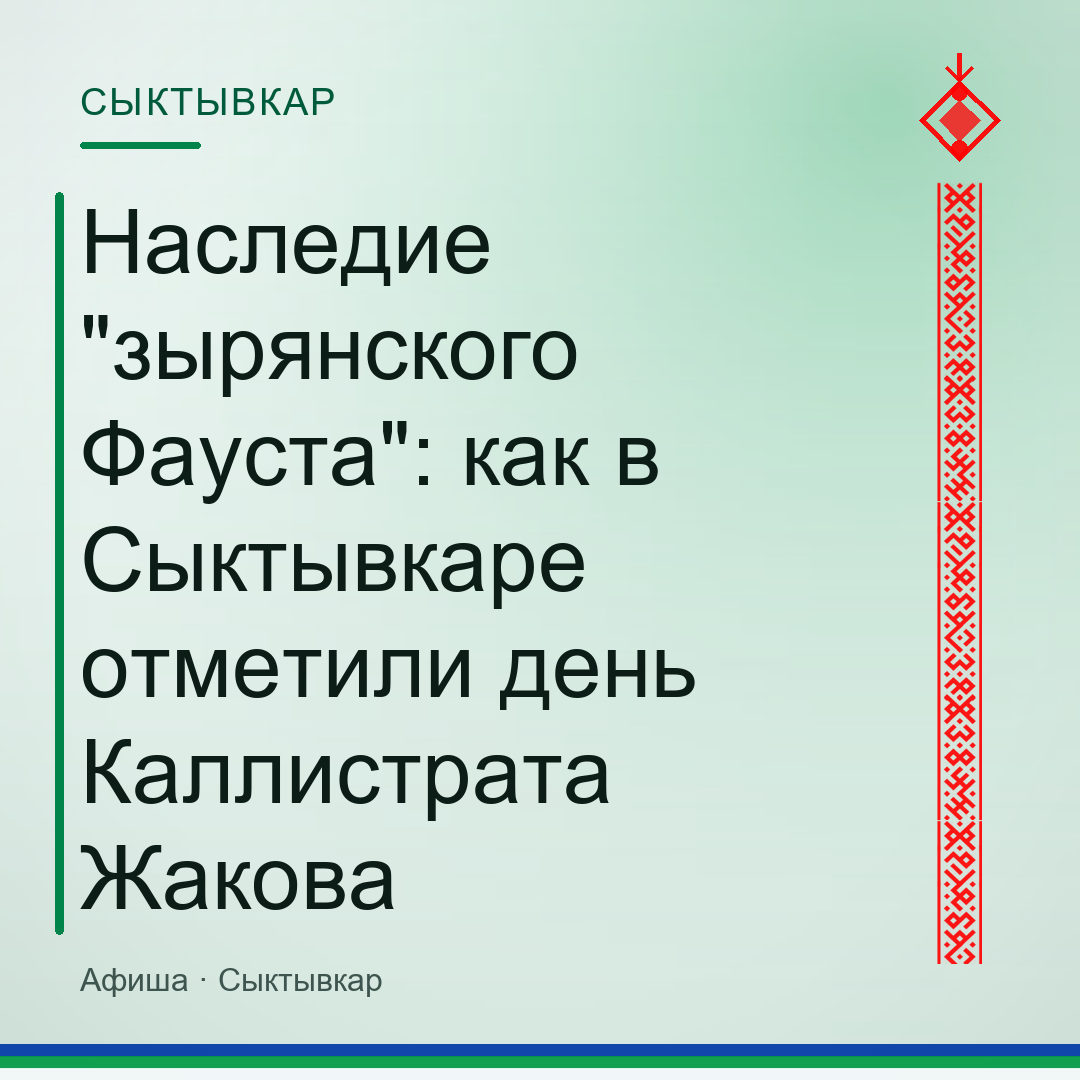 СЫКТЫВКАР
Наследие
"зырянского
Фауста": как в
Сыктывкаре
отметили день
Каллистрата
Жакова
Афиша · Сыктывкар